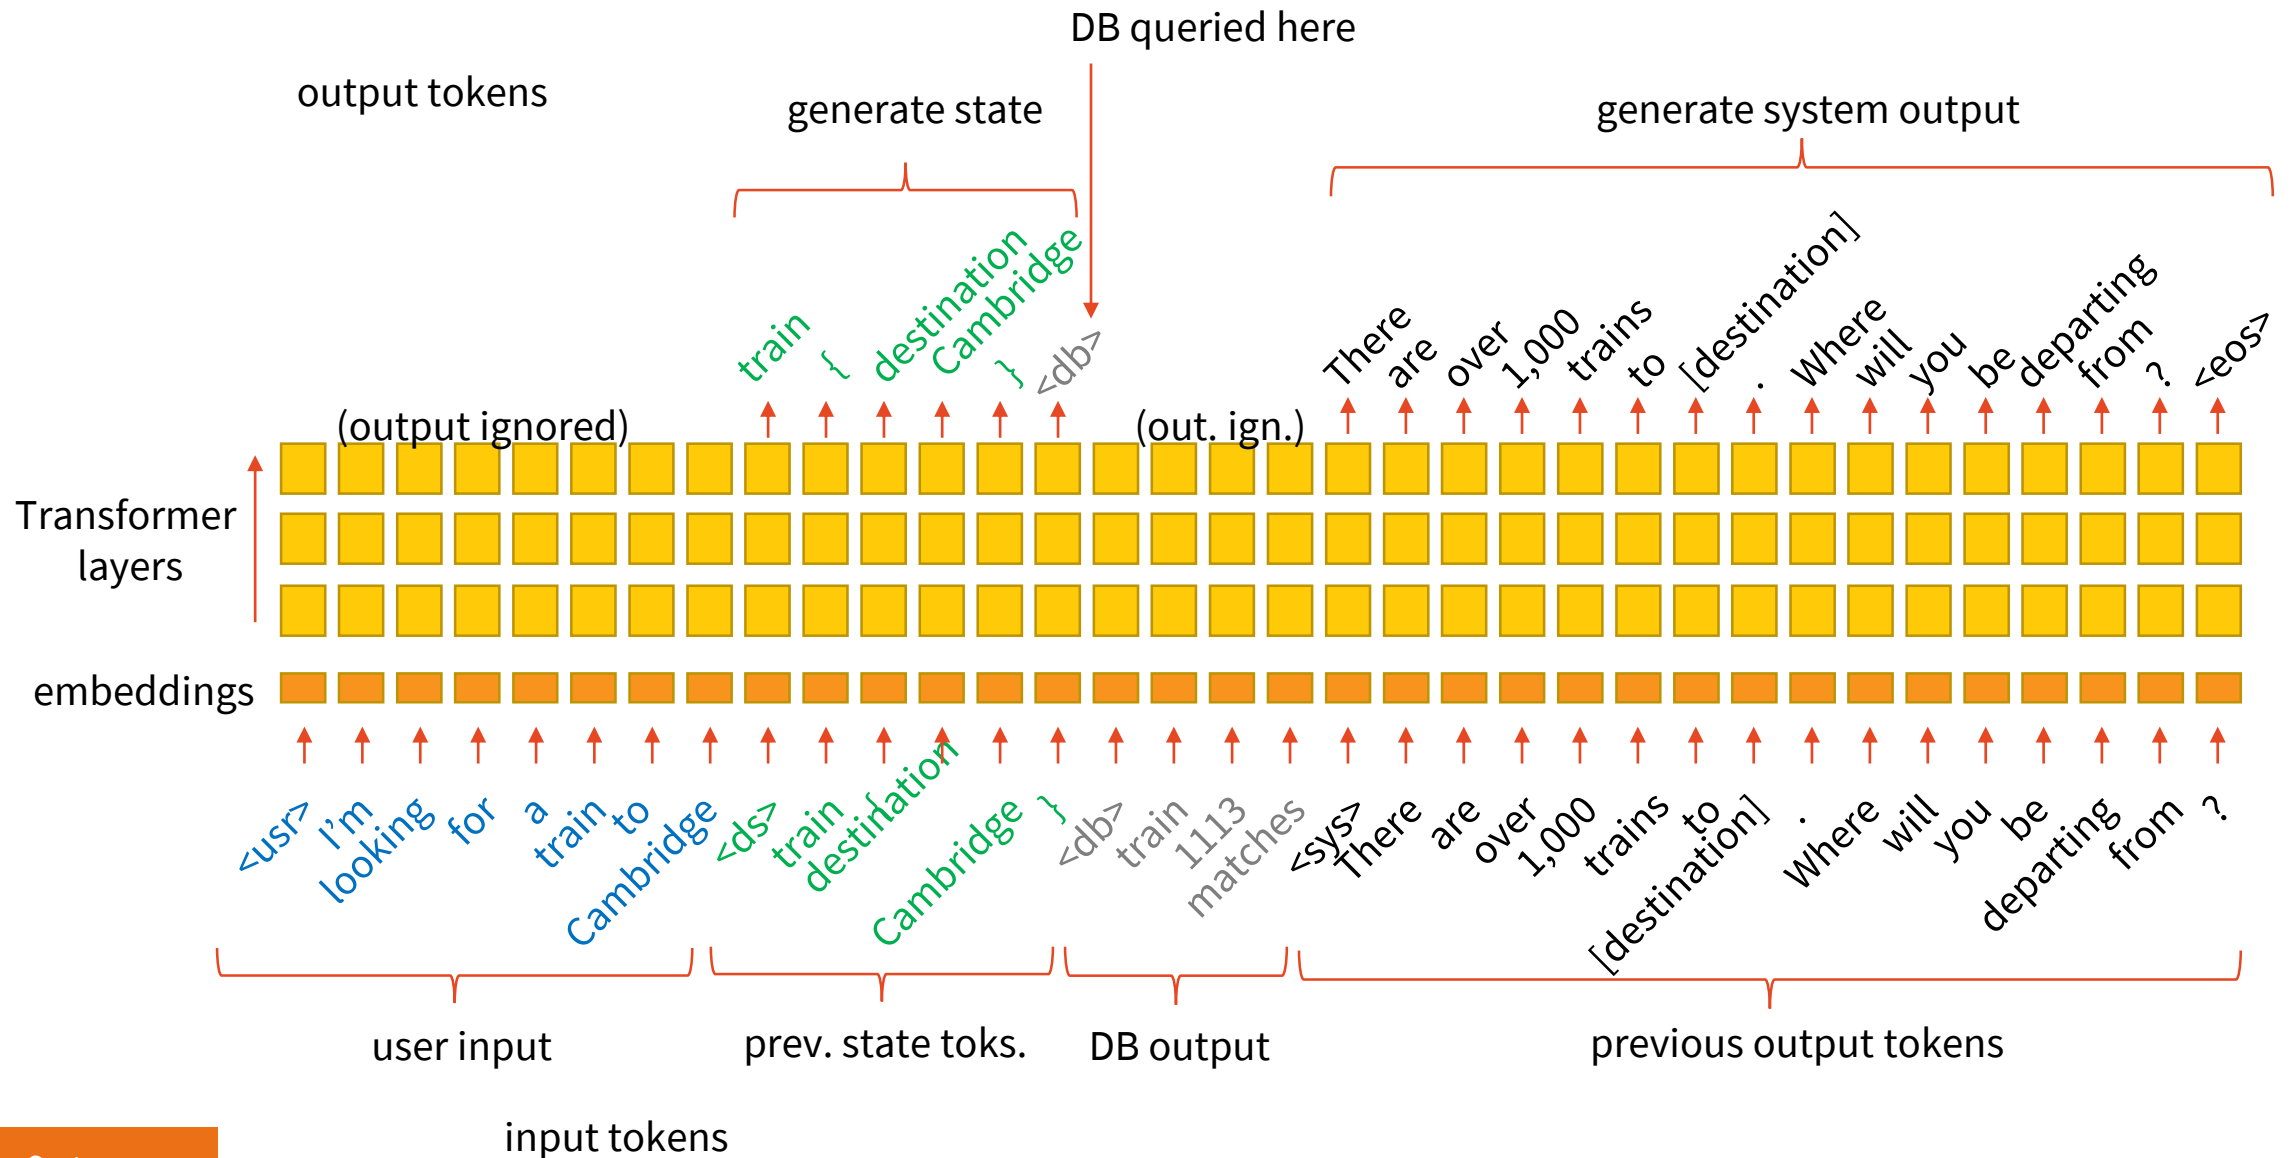 DB queried here
output tokens
generate state
generate system output
train { destination Cambridge } <db>
There are over 1,000 trains to [destination] . Where will you be departing from ? <eos>
(output ignored)
(out. ign.)
Transformer
layers
embeddings
<usr> I'm looking for a train to Cambridge <ds> train { destination Cambridge } <db> train 1113 matches <sys> There are over 1,000 trains to [destination] . Where will you be departing from ?
user input
prev. state toks.
DB output
previous output tokens
input tokens